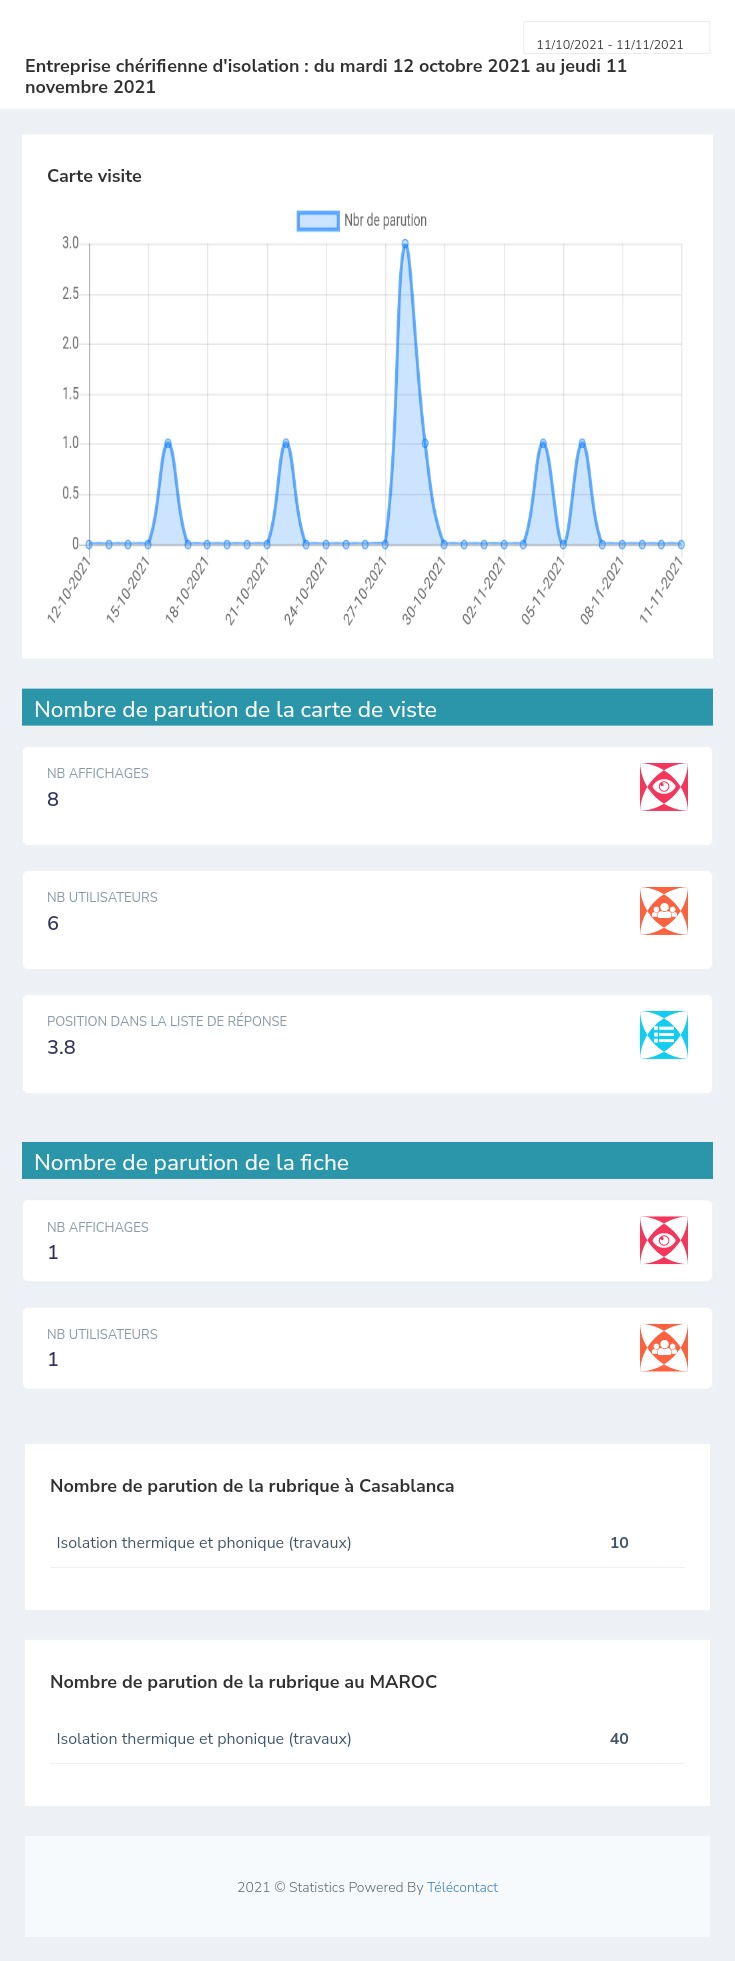 11/10/2021 - 11/11/2021
Entreprise chérifienne d'isolation : du mardi 12 octobre 2021 au jeudi 11
novembre 2021
Carte visite
Nbr de parution
3.0
2.5
2.0
1.5
1.0
0.5
0
12-10-2021
15-10-2021
18-10-2021
21-10-2021
24-10-2021
27-10-2021
30-10-2021
02-11-2021
05-11-2021
08-11-2021
11-11-2021
Nombre de parution de la carte de viste
NB AFFICHAGES
8
NB UTILISATEURS
6
POSITION DANS LA LISTE DE RÉPONSE
3.8
Nombre de parution de la fiche
NB AFFICHAGES
1
NB UTILISATEURS
1
Nombre de parution de la rubrique à Casablanca
Isolation thermique et phonique (travaux) 10
Nombre de parution de la rubrique au MAROC
Isolation thermique et phonique (travaux) 40
2021 © Statistics Powered By Télécontact